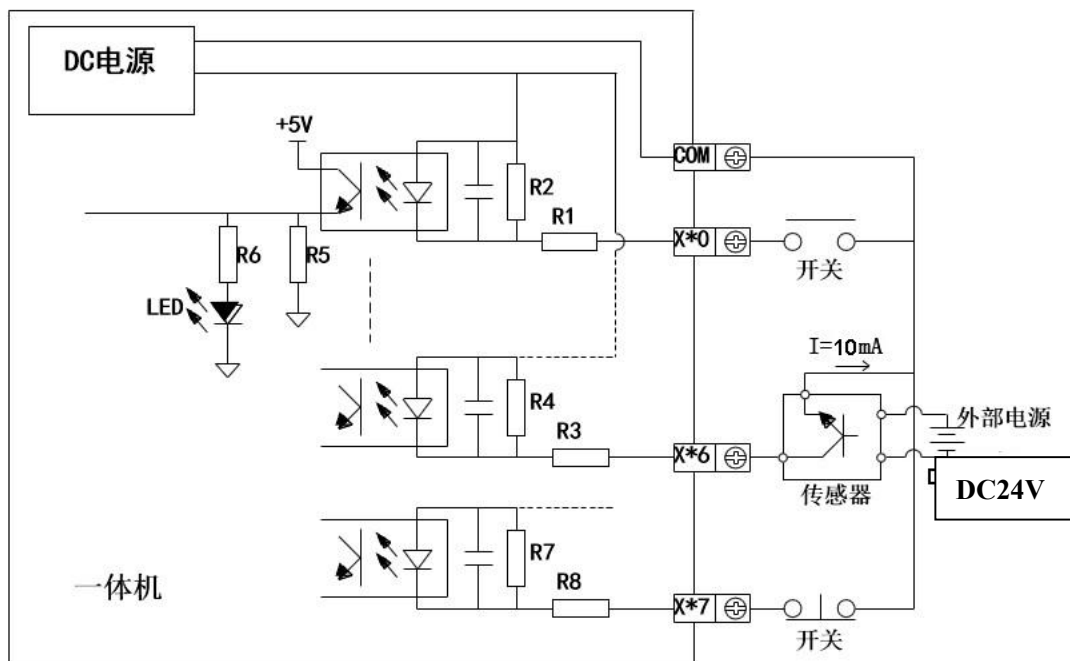 DC电源
+5V
COM
R2
R1
X*0
R6
R5
开关
LED
I=10mA
R4
R3
外部电源
X*6
传感器
DC24V
R7
R8
一体机
X*7
开关